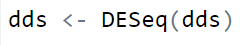 dds <- DESeq(dds)